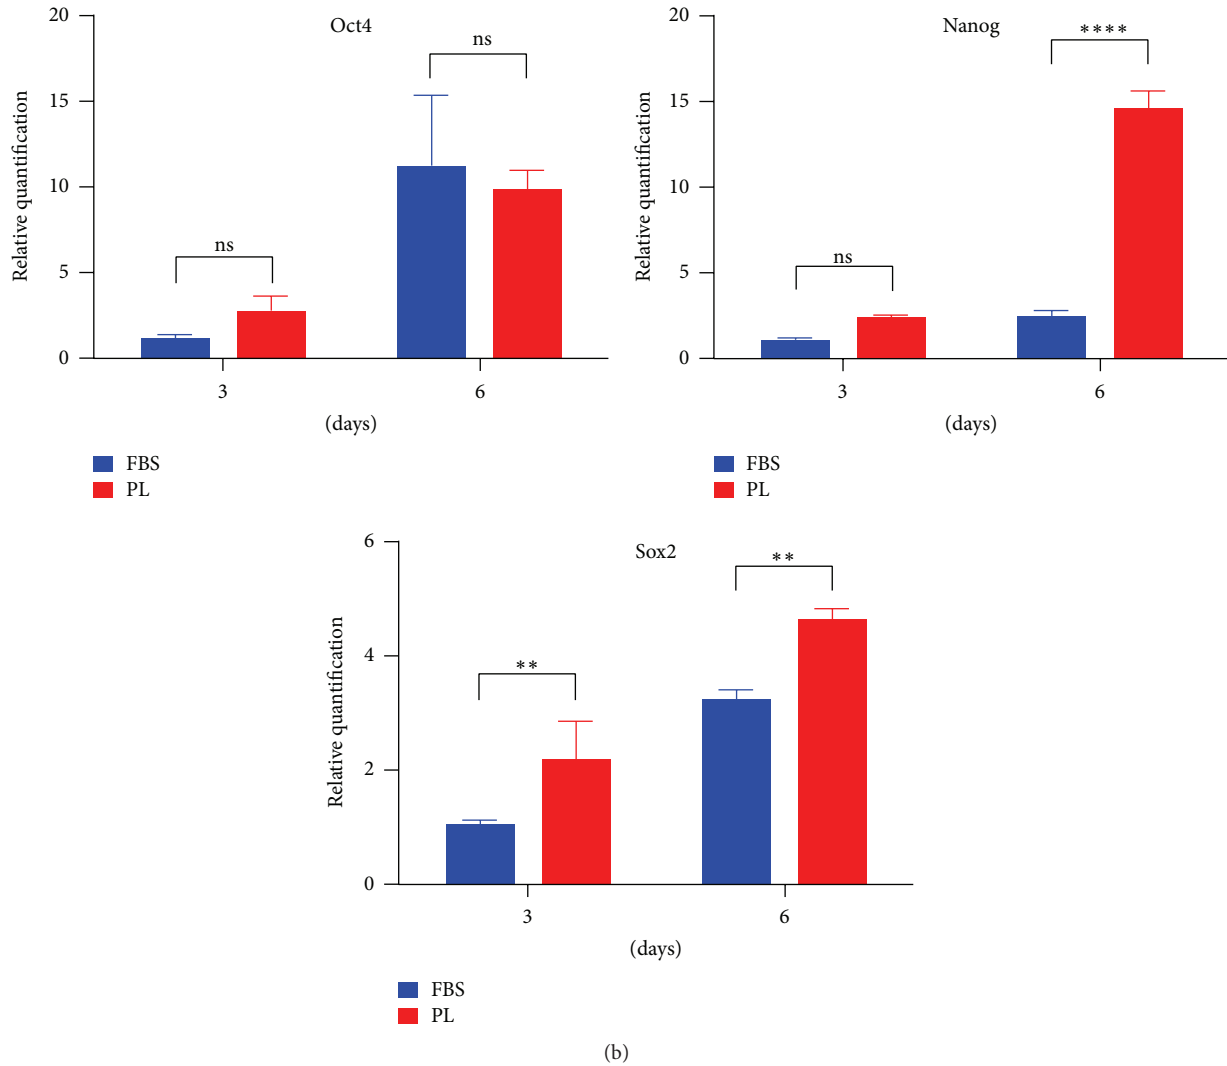 Oct4
Relative quantification
20
15
10
5
0
ns
ns
3
6
(days)
FBS
PL
Nanog
Relative quantification
20
15
10
5
0
ns
****
3
6
(days)
FBS
PL
Sox2
Relative quantification
6
4
2
0
**
**
3
6
(days)
FBS
PL
(b)